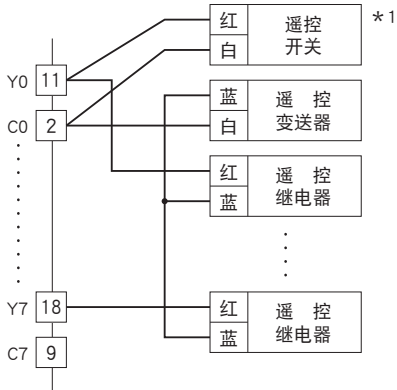 红 遥控 *1
白 开关
Y0 11
蓝 遥 控
C0 2 白 变送器
红 遥 控
蓝 继电器
Y7 18 红 遥 控
蓝 继电器
C7 9